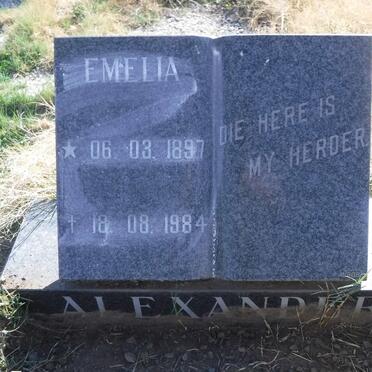 EMELIA
★ 06. 03. 1897
† 18. 08. 1984
DIE HERE IS
MY HERDER
ALEXANDER